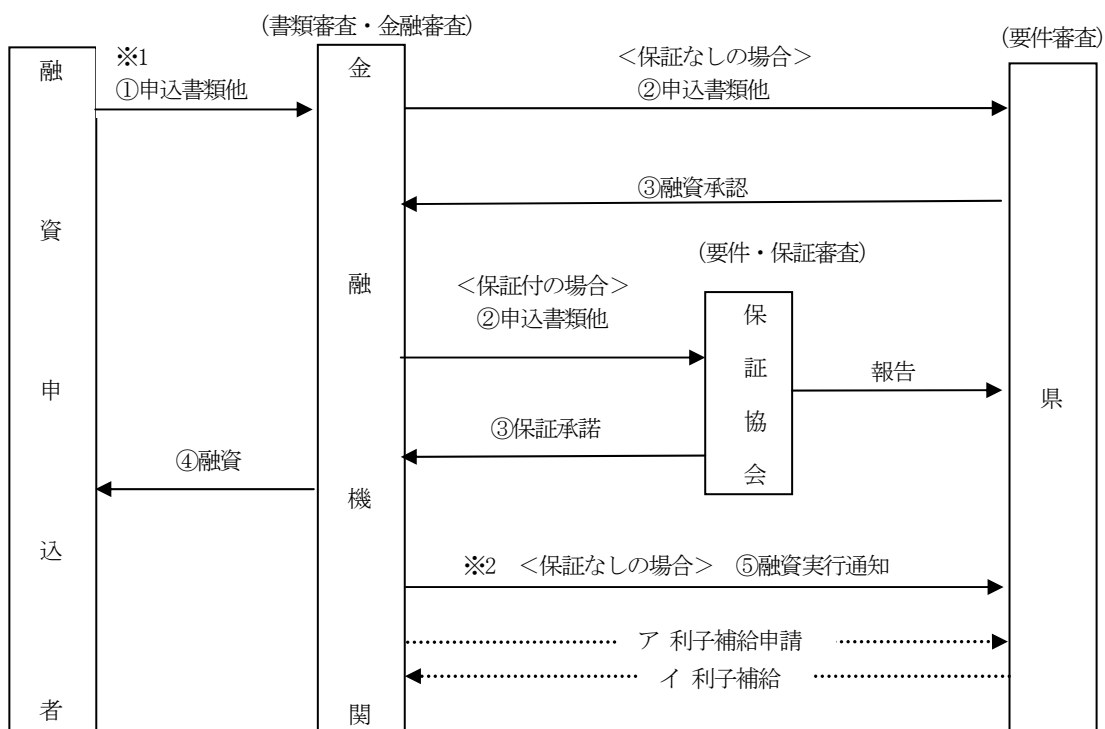 (書類審査・金融審査)
(要件審査)
※1
①申込書類他
<保証なしの場合>
②申込書類他
③融資承認
(要件・保証審査)
<保証付の場合>
②申込書類他
報告
③保証承諾
④融資
※2 <保証なしの場合> ⑤融資実行通知
ア 利子補給申請
イ 利子補給
融資申込者
金融機関
保証協会
県